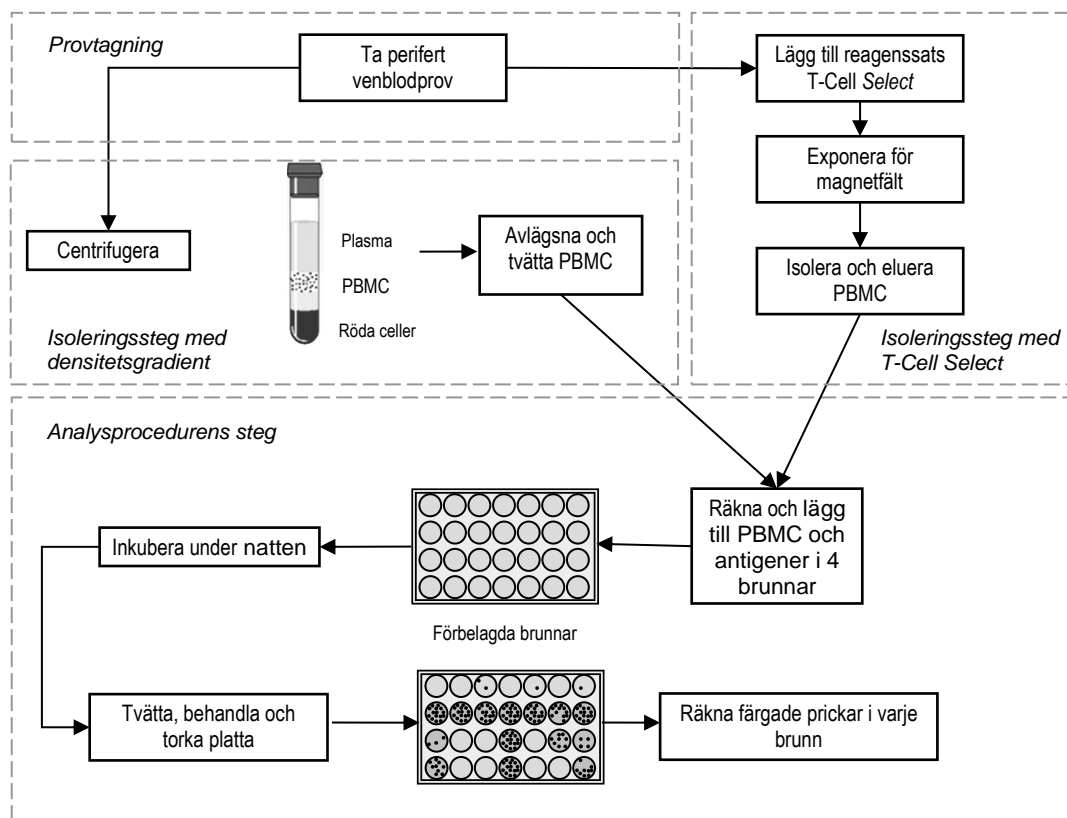 Provtagning
Ta perifert
venblodprov
Lägg till reagenssats
T-Cell Select
Exponera för
magnetfält
Isolera och eluera
PBMC
Isoleringssteg med
T-Cell Select
Centrifugera
Plasma
PBMC
Röda celler
Avlägsna och
tvätta PBMC
Isoleringssteg med
densitetsgradient
Analysprocedurens steg
Räkna och lägg
till PBMC och
antigener i 4
brunnar
Inkubera under natten
Förbelagda brunnar
Tvätta, behandla och
torka platta
Räkna färgade prickar i varje
brunn